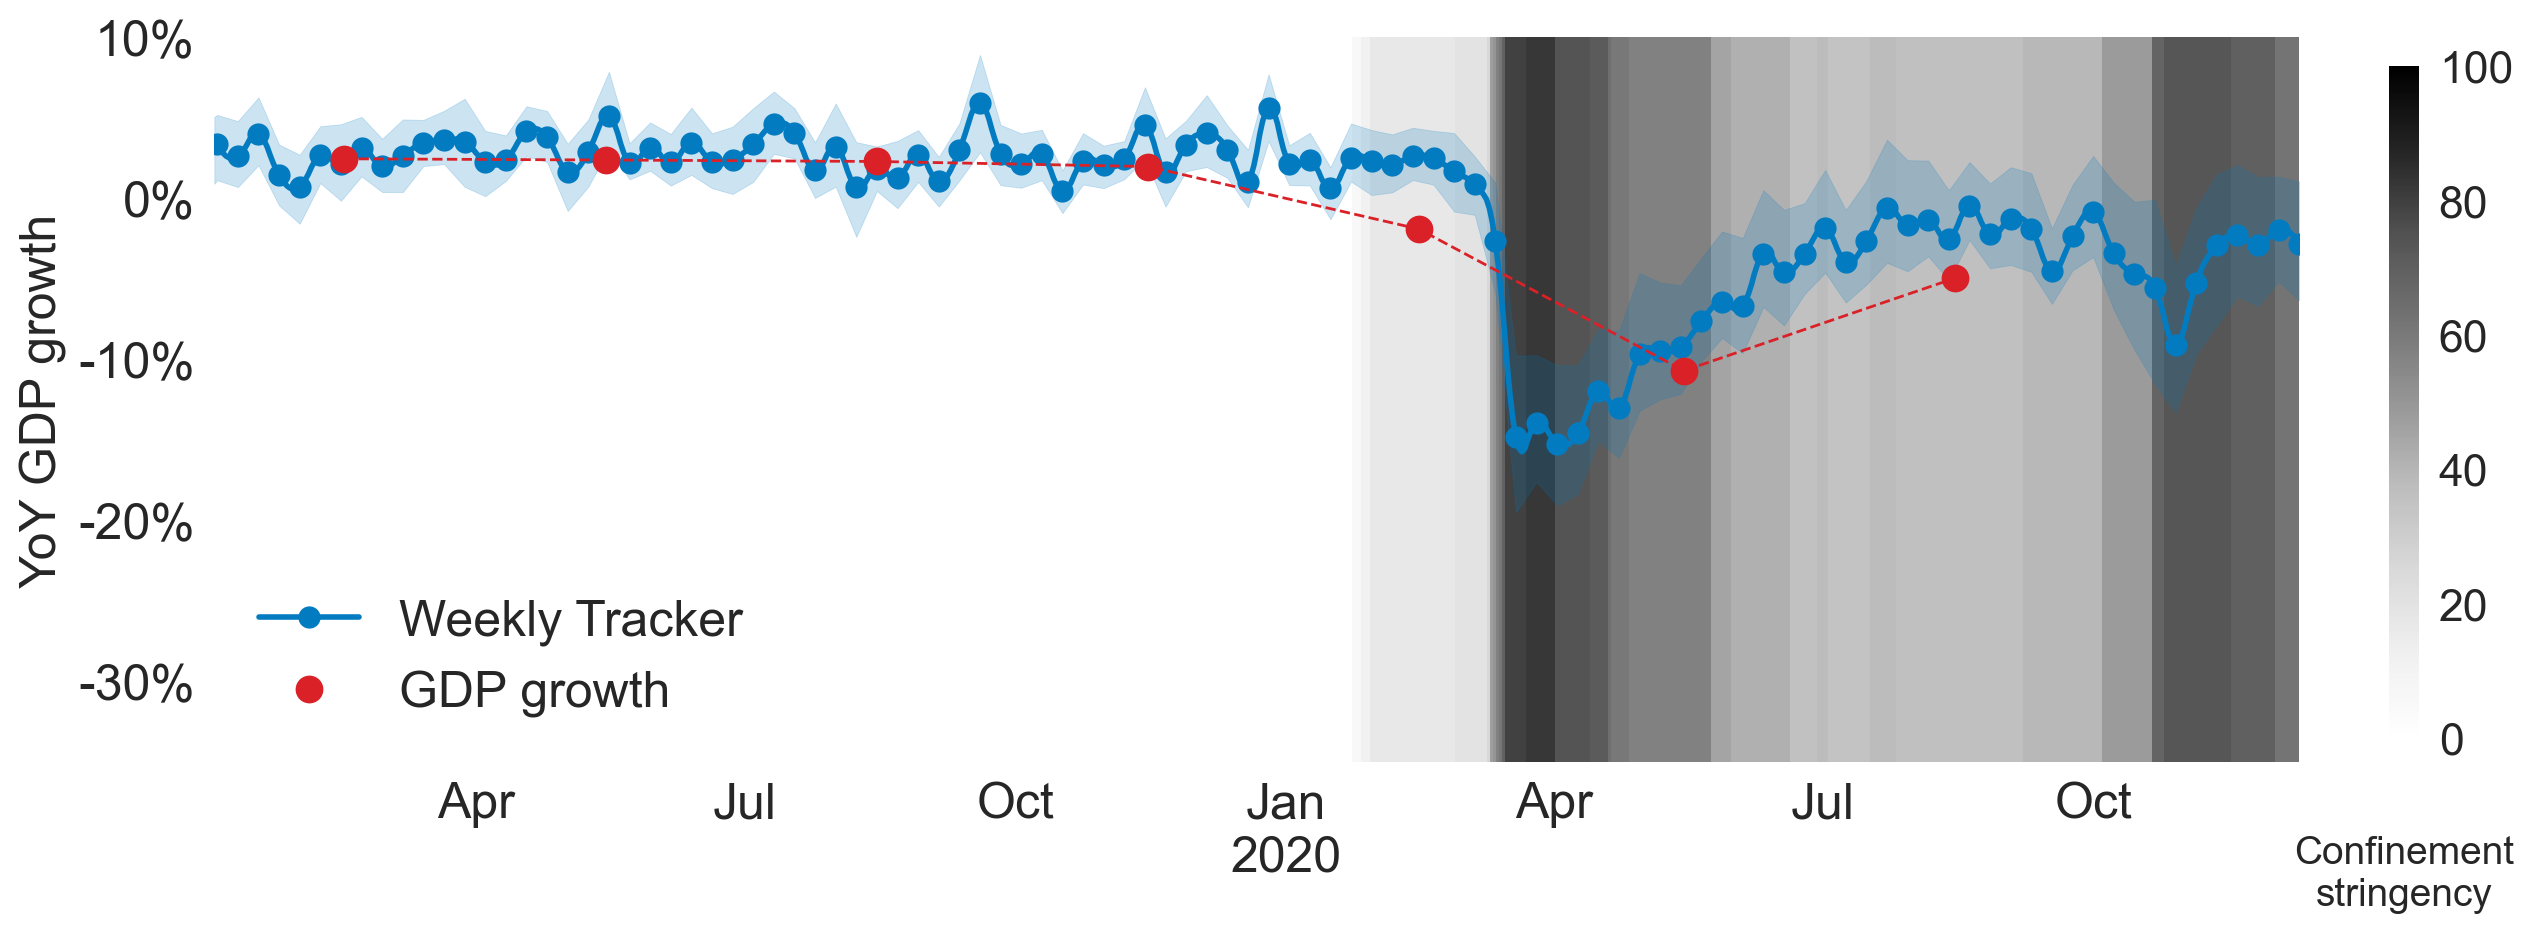 YoY GDP growth
10%
0%
-10%
-20%
-30%
Weekly Tracker
GDP growth
Apr
Jul
Oct
Jan
2020
Apr
Jul
Oct
100
80
60
40
20
0
Confinement
stringency